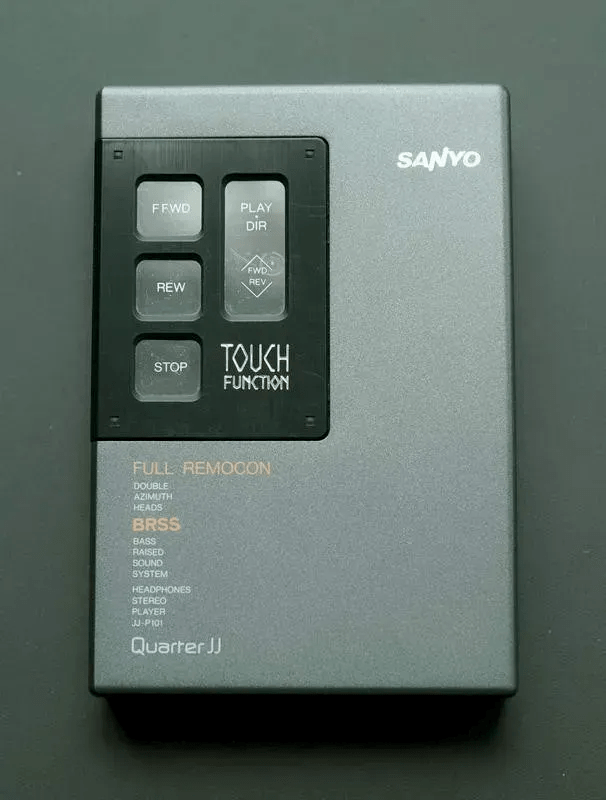 SANYO
F FWD
PLAY
DIR
REW
FWD
REV
STOP
TOUCH
FUNCTION
FULL REMOCON
DOUBLE
AZIMUTH
HEADS
BRSS
BASS
RAISED
SOUND
SYSTEM
HEADPHONES
STEREO
PLAYER
JJ-P101
Quarter JJ